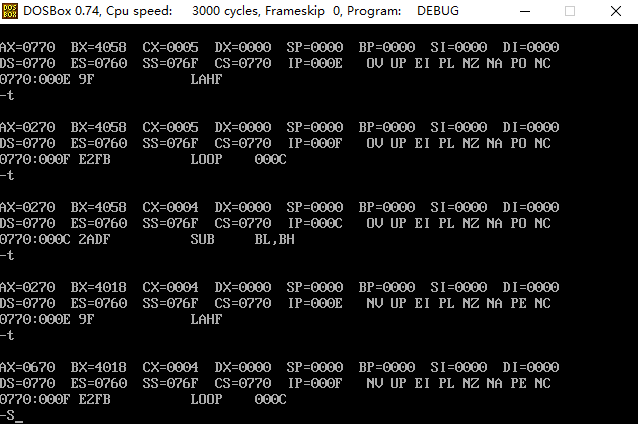 DOSBox 0.74, Cpu speed: 3000 cycles, Frameskip 0, Program: DEBUG
AX=0770 BX=4058 CX=0005 DX=0000 SP=0000 BP=0000 SI=0000 DI=0000
DS=0770 ES=0760 SS=076F CS=0770 IP=000E OV UP EI PL NZ NA PO NC
0770:000E 9F LAHF
-t
AX=0270 BX=4058 CX=0005 DX=0000 SP=0000 BP=0000 SI=0000 DI=0000
DS=0770 ES=0760 SS=076F CS=0770 IP=000F OV UP EI PL NZ NA PO NC
0770:000F E2FB LOOP 000C
-t
AX=0270 BX=4058 CX=0004 DX=0000 SP=0000 BP=0000 SI=0000 DI=0000
DS=0770 ES=0760 SS=076F CS=0770 IP=000C OV UP EI PL NZ NA PO NC
0770:000C 2ADF SUB BL,BH
-t
AX=0270 BX=4018 CX=0004 DX=0000 SP=0000 BP=0000 SI=0000 DI=0000
DS=0770 ES=0760 SS=076F CS=0770 IP=000E NV UP EI PL NZ NA PE NC
0770:000E 9F LAHF
-t
AX=0670 BX=4018 CX=0004 DX=0000 SP=0000 BP=0000 SI=0000 DI=0000
DS=0770 ES=0760 SS=076F CS=0770 IP=000F NV UP EI PL NZ NA PE NC
0770:000F E2FB LOOP 000C
-S_